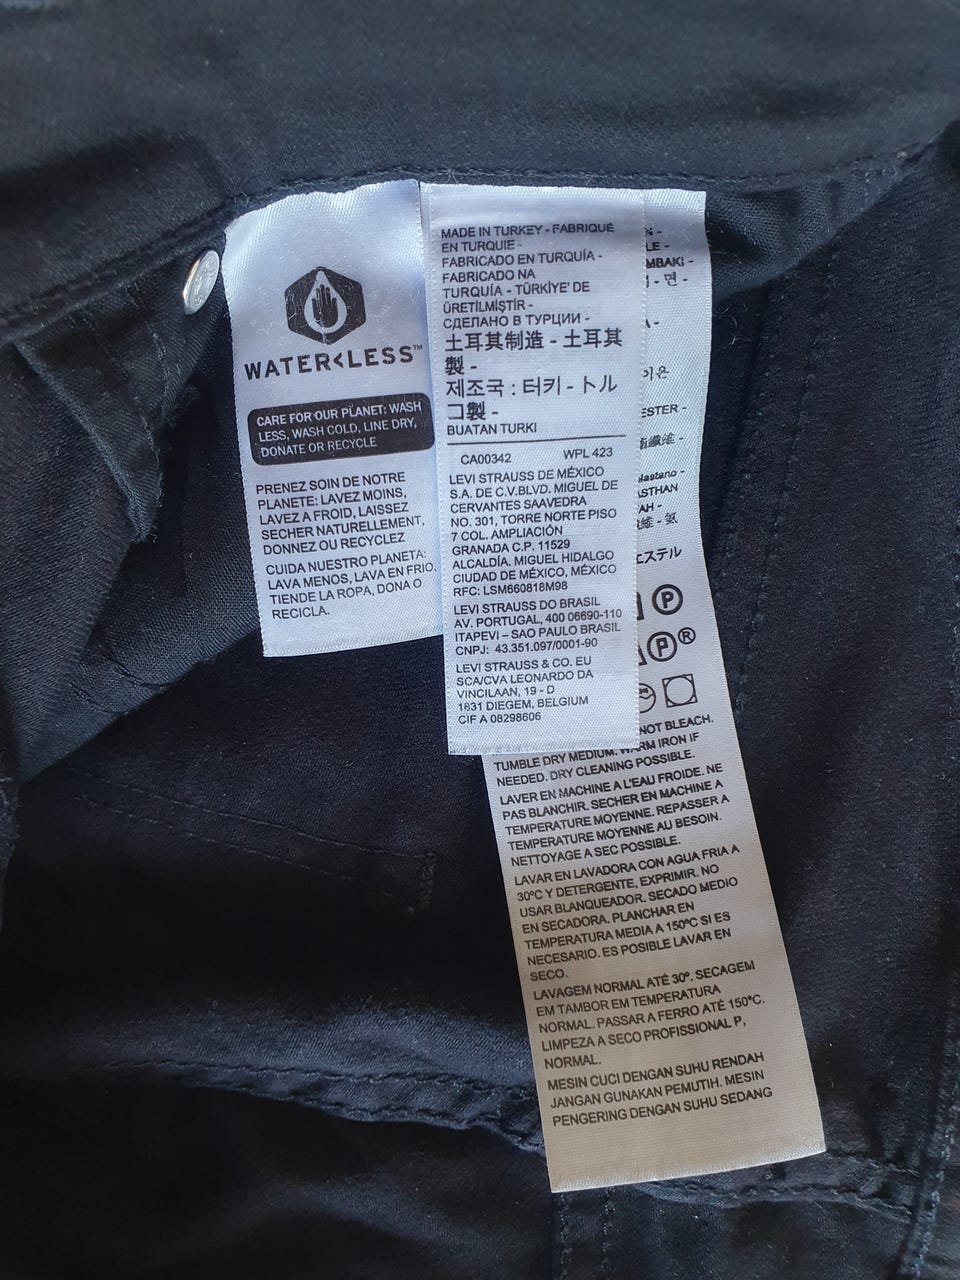 WATER<LESS™
CARE FOR OUR PLANET: WASH
LESS, WASH COLD, LINE DRY,
DONATE OR RECYCLE
PRENEZ SOIN DE NOTRE
PLANETE: LAVEZ MOINS,
LAVEZ A FROID, LAISSEZ
SECHER NATURELLEMENT,
DONNEZ OU RECYCLEZ
CUIDA NUESTRO PLANETA:
LAVA MENOS, LAVA EN FRIO.
TIENDE LA ROPA, DONA O
RECICLA.
MADE IN TURKEY - FABRIQUÉ
EN TURQUIE -
FABRICADO EN TURQUÍA -
FABRICADO NA
TURQUÍA - TÜRKİYE' DE
ÜRETİLMİŞTİR -
СДЕЛАНО В ТУРЦИИ -
土耳其制造 - 土耳其
製 -
제조국 : 터키 - トル
コ製 -
BUATAN TURKI
CA00342 WPL 423
LEVI STRAUSS DE MÉXICO
S.A. DE C.V.BLVD. MIGUEL DE
CERVANTES SAAVEDRA
NO. 301, TORRE NORTE PISO
7 COL. AMPLIACIÓN
GRANADA C.P. 11529
ALCALDÍA. MIGUEL HIDALGO
CIUDAD DE MÉXICO, MÉXICO
RFC: LSM660818M98
LEVI STRAUSS DO BRASIL
AV. PORTUGAL, 400 06690-110
ITAPEVI – SAO PAULO BRASIL
CNPJ: 43.351.097/0001-90
LEVI STRAUSS & CO. EU
SCA/CVA LEONARDO DA
VINCILAAN, 19 - D
1831 DIEGEM, BELGIUM
CIF A 08298606
- 면 -
P
P ®
NOT BLEACH.
TUMBLE DRY MEDIUM. WARM IRON IF
NEEDED. DRY CLEANING POSSIBLE.
LAVER EN MACHINE A L'EAU FROIDE. NE
PAS BLANCHIR. SECHER EN MACHINE A
TEMPERATURE MOYENNE. REPASSER A
TEMPERATURE MOYENNE AU BESOIN.
NETTOYAGE A SEC POSSIBLE.
LAVAR EN LAVADORA CON AGUA FRIA A
30ºC Y DETERGENTE, EXPRIMIR. NO
USAR BLANQUEADOR. SECADO MEDIO
EN SECADORA. PLANCHAR EN
TEMPERATURA MEDIA A 150ºC SI ES
NECESARIO. ES POSIBLE LAVAR EN
SECO.
LAVAGEM NORMAL ATÉ 30º. SECAGEM
EM TAMBOR EM TEMPERATURA
NORMAL. PASSAR A FERRO ATÉ 150ºC.
LIMPEZA A SECO PROFISSIONAL P,
NORMAL.
MESIN CUCI DENGAN SUHU RENDAH
JANGAN GUNAKAN PEMUTIH. MESIN
PENGERING DENGAN SUHU SEDANG